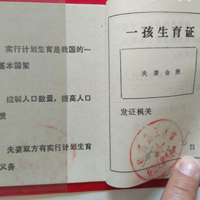 实行计划生育是我国的一
基本国策
控制人口数量，提高人口
质
夫妻双方有实行计划生育
义务
一孩生育证
夫妻合照
发证机关